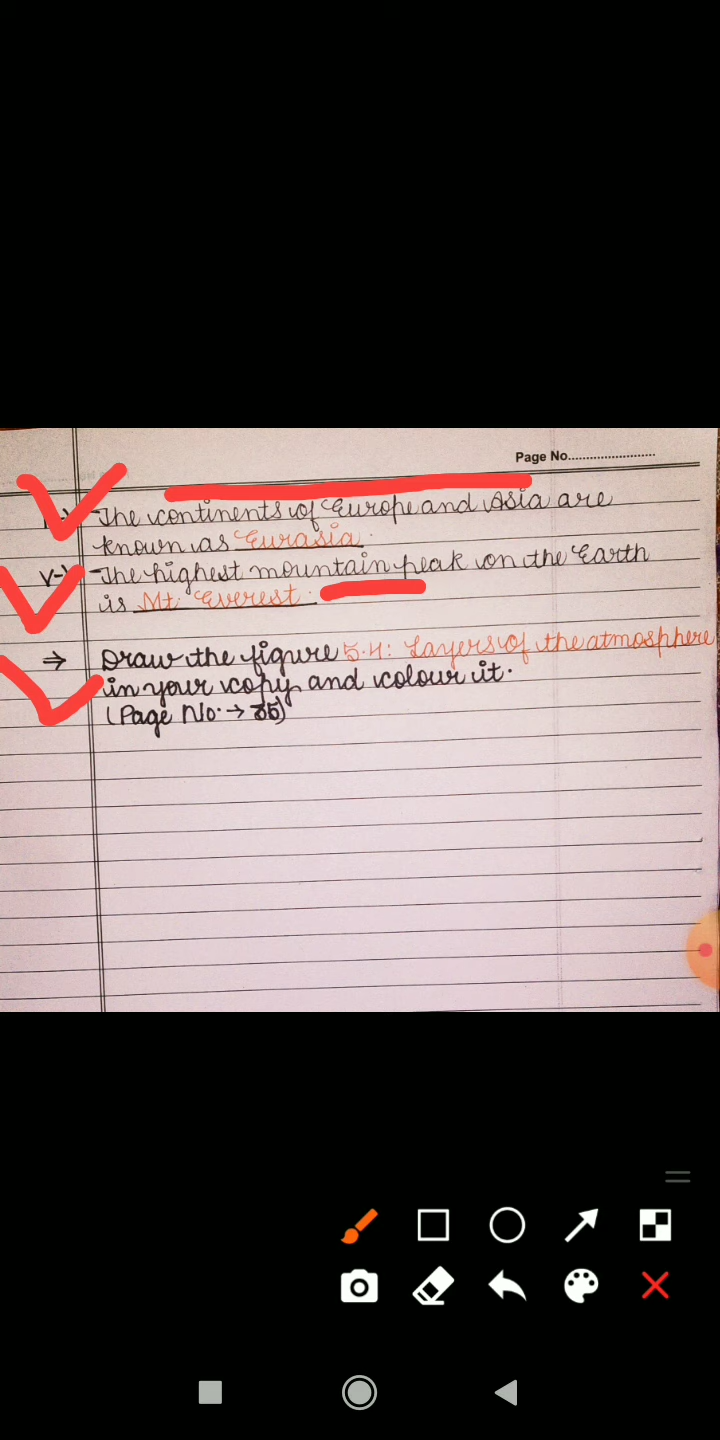 Page No.......................
The continents of Europe and Asia are
known as Eurasia.
v-) The highest mountain peak on the Earth
is Mt. Everest.
⇒ Draw the figure 5.4: Layers of the atmosphere
in your copy and colour it.
(Page No. →